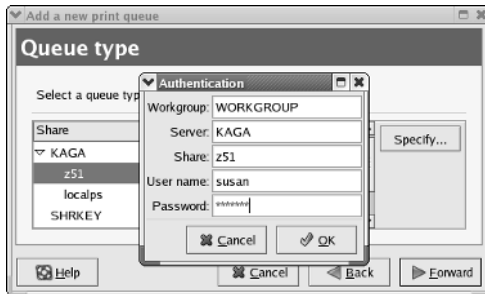 Add a new print queue
Queue type
Select a queue typ
Share
KAGA
z51
localps
SHRKEY
Specify...
Authentication
Workgroup: WORKGROUP
Server: KAGA
Share: z51
User name: susan
Password: *******
Cancel
OK
Help
Cancel
Back
Forward